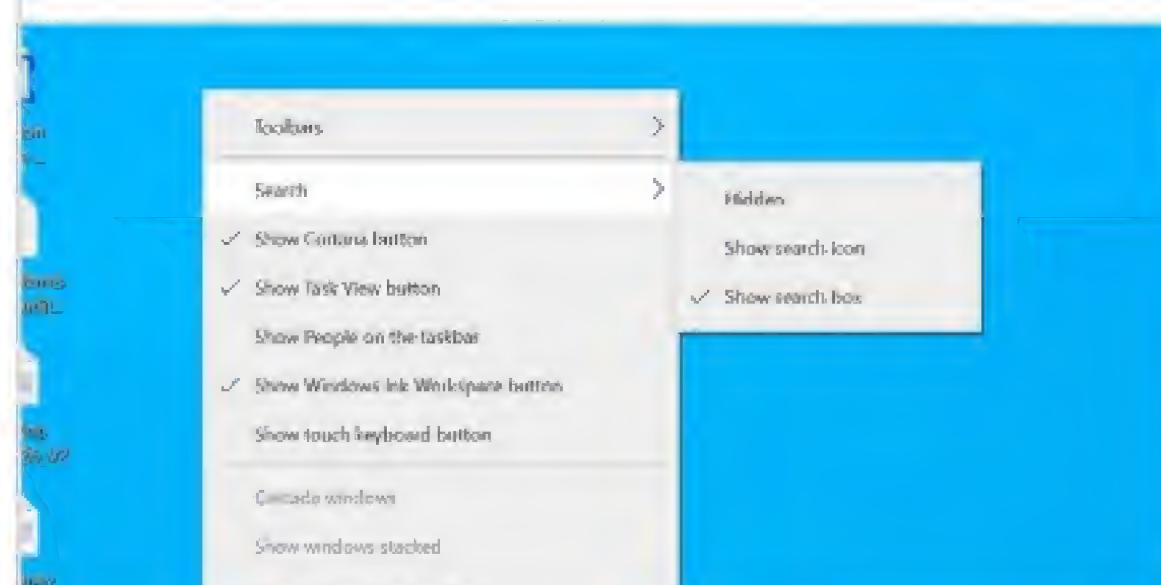 Toolbars
Search
Show Cortana button
Show Task View button
Show People on the taskbar
Show Windows Ink Workspace button
Show touch keyboard button
Cascade windows
Show windows stacked
Hidden
Show search icon
Show search box